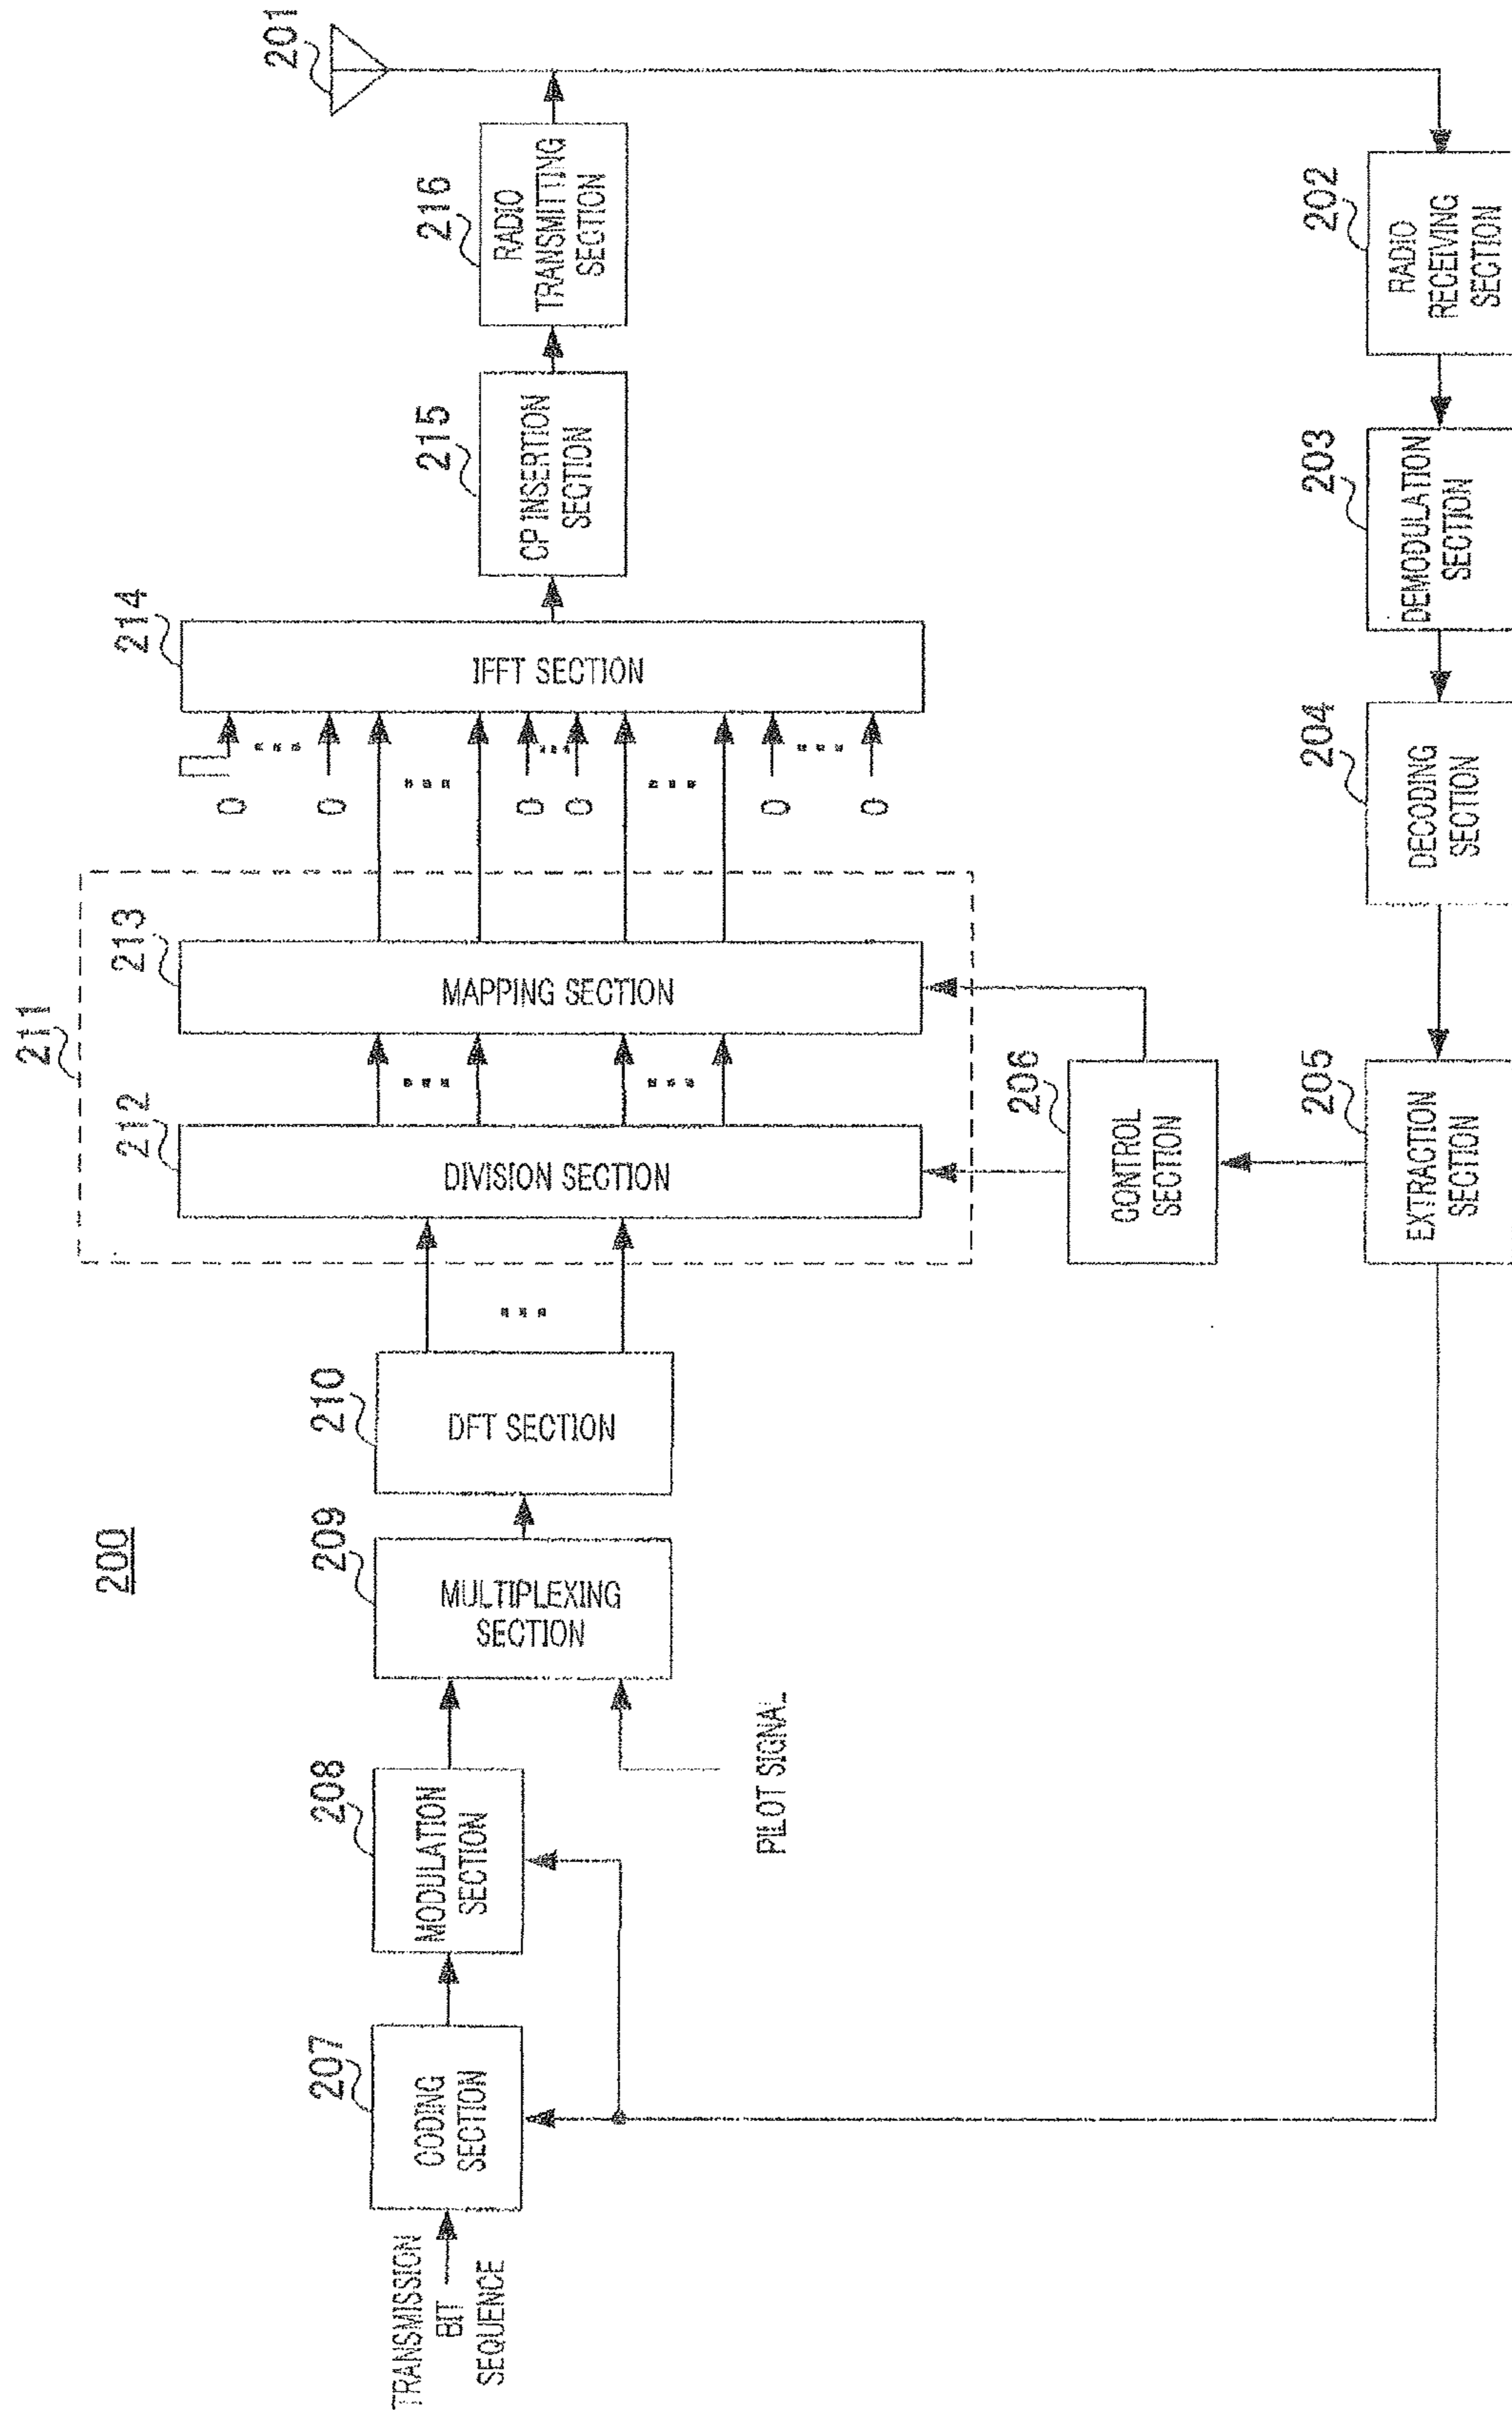 200
211
TRANSMISSION
BIT
SEQUENCE
207
CODING
SECTION
208
MODULATION
SECTION
PILOT SIGNAL
209
MULTIPLEXING
SECTION
210
DFT SECTION
212
DIVISION SECTION
213
MAPPING SECTION
0
0
0
0
0
0
214
IFFT SECTION
215
CP INSERTION
SECTION
216
RADIO
TRANSMITTING
SECTION
201
206
CONTROL
SECTION
205
EXTRACTION
SECTION
204
DECODING
SECTION
203
DEMODULATION
SECTION
202
RADIO
RECEIVING
SECTION